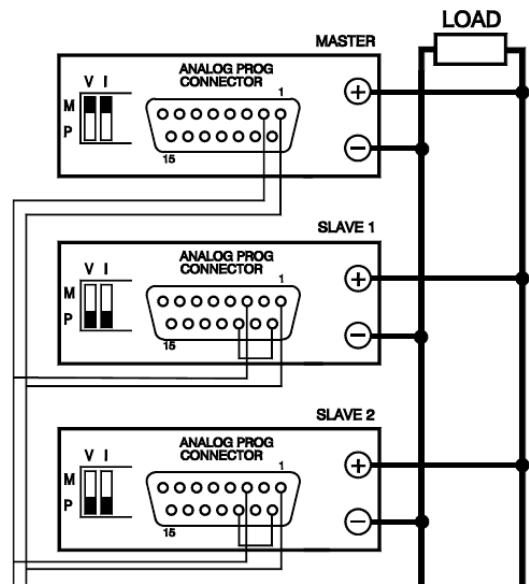 LOAD
MASTER
ANALOG PROG
CONNECTOR
V I
1
M
P
+
−
15
SLAVE 1
ANALOG PROG
CONNECTOR
V I
1
M
P
+
−
15
SLAVE 2
ANALOG PROG
CONNECTOR
V I
1
M
P
+
−
15